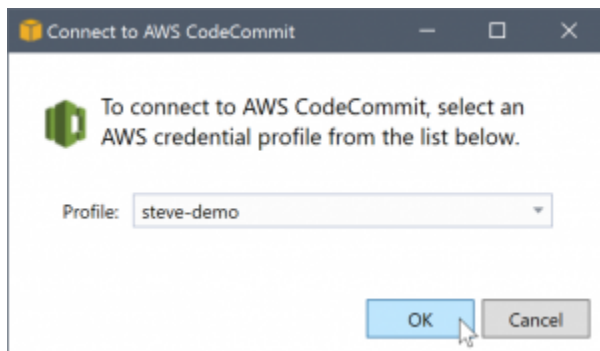 Connect to AWS CodeCommit
To connect to AWS CodeCommit, select an
AWS credential profile from the list below.
Profile: steve-demo
OK Cancel